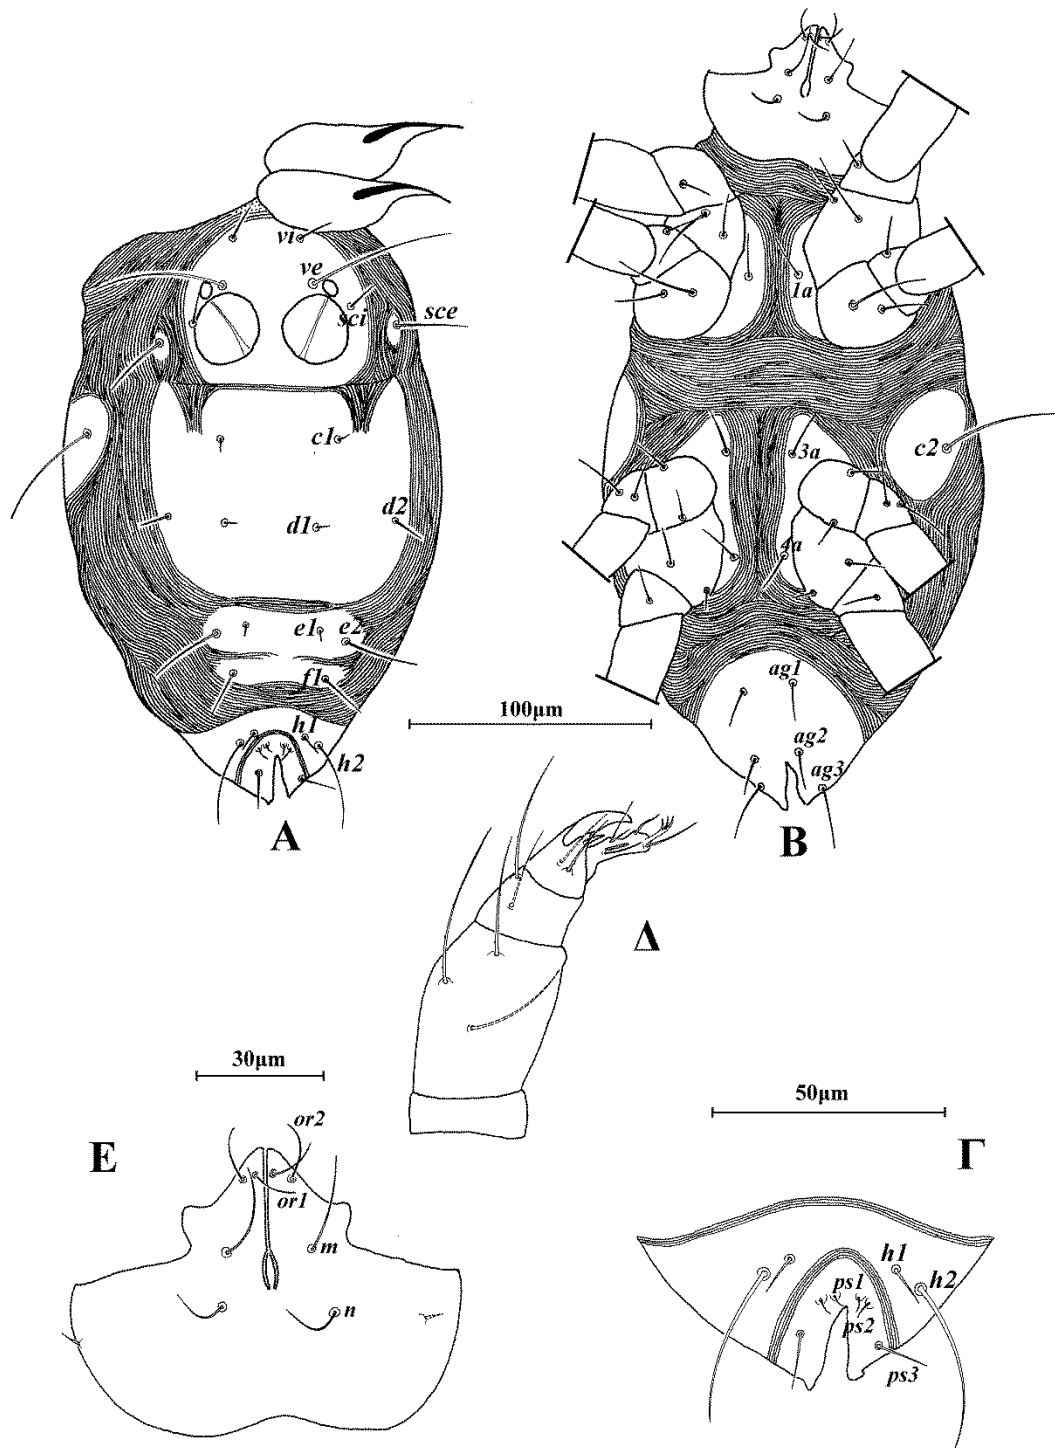 vi
ve
sci
sce
c1
d1
d2
e1
e2
f1
h1
h2
A
1a
c2
3a
4a
ag1
ag2
ag3
B
100μm
Δ
30μm
E
or2
or1
m
n
50μm
Γ
h1
h2
ps1
ps2
ps3